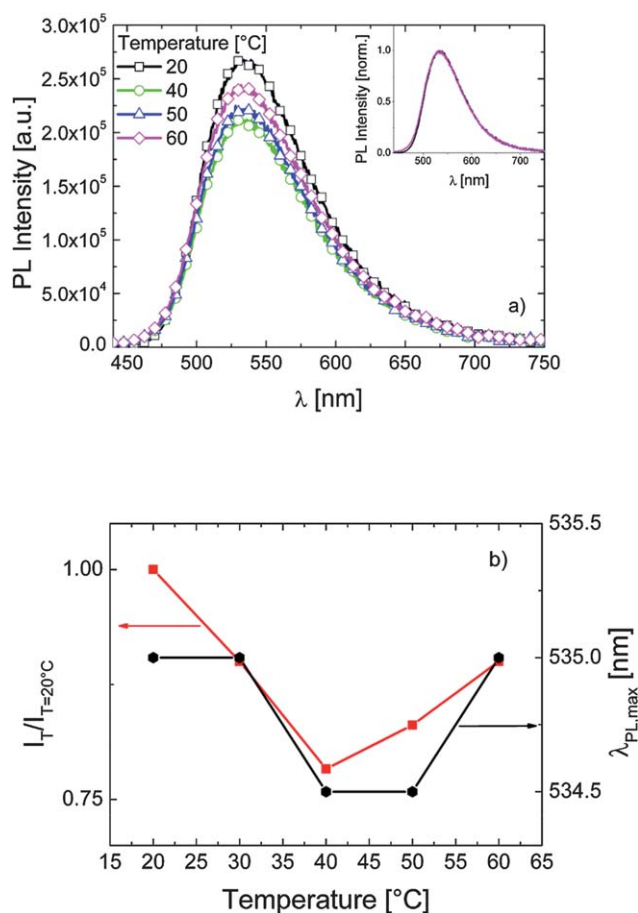 3.0x10⁵
2.5x10⁵
2.0x10⁵
1.5x10⁵
1.0x10⁵
5.0x10⁴
0.0
PL Intensity [a.u.]
Temperature [°C]
20
40
50
60
1.0
0.5
0.0
PL Intensity [norm.]
500 600 700
λ [nm]
a)
450 500 550 600 650 700 750
λ [nm]
b)
1.00
0.75
I_T/I_T=20°C
535.5
535.0
534.5
λ_PL,max [nm]
15 20 25 30 35 40 45 50 55 60 65
Temperature [°C]